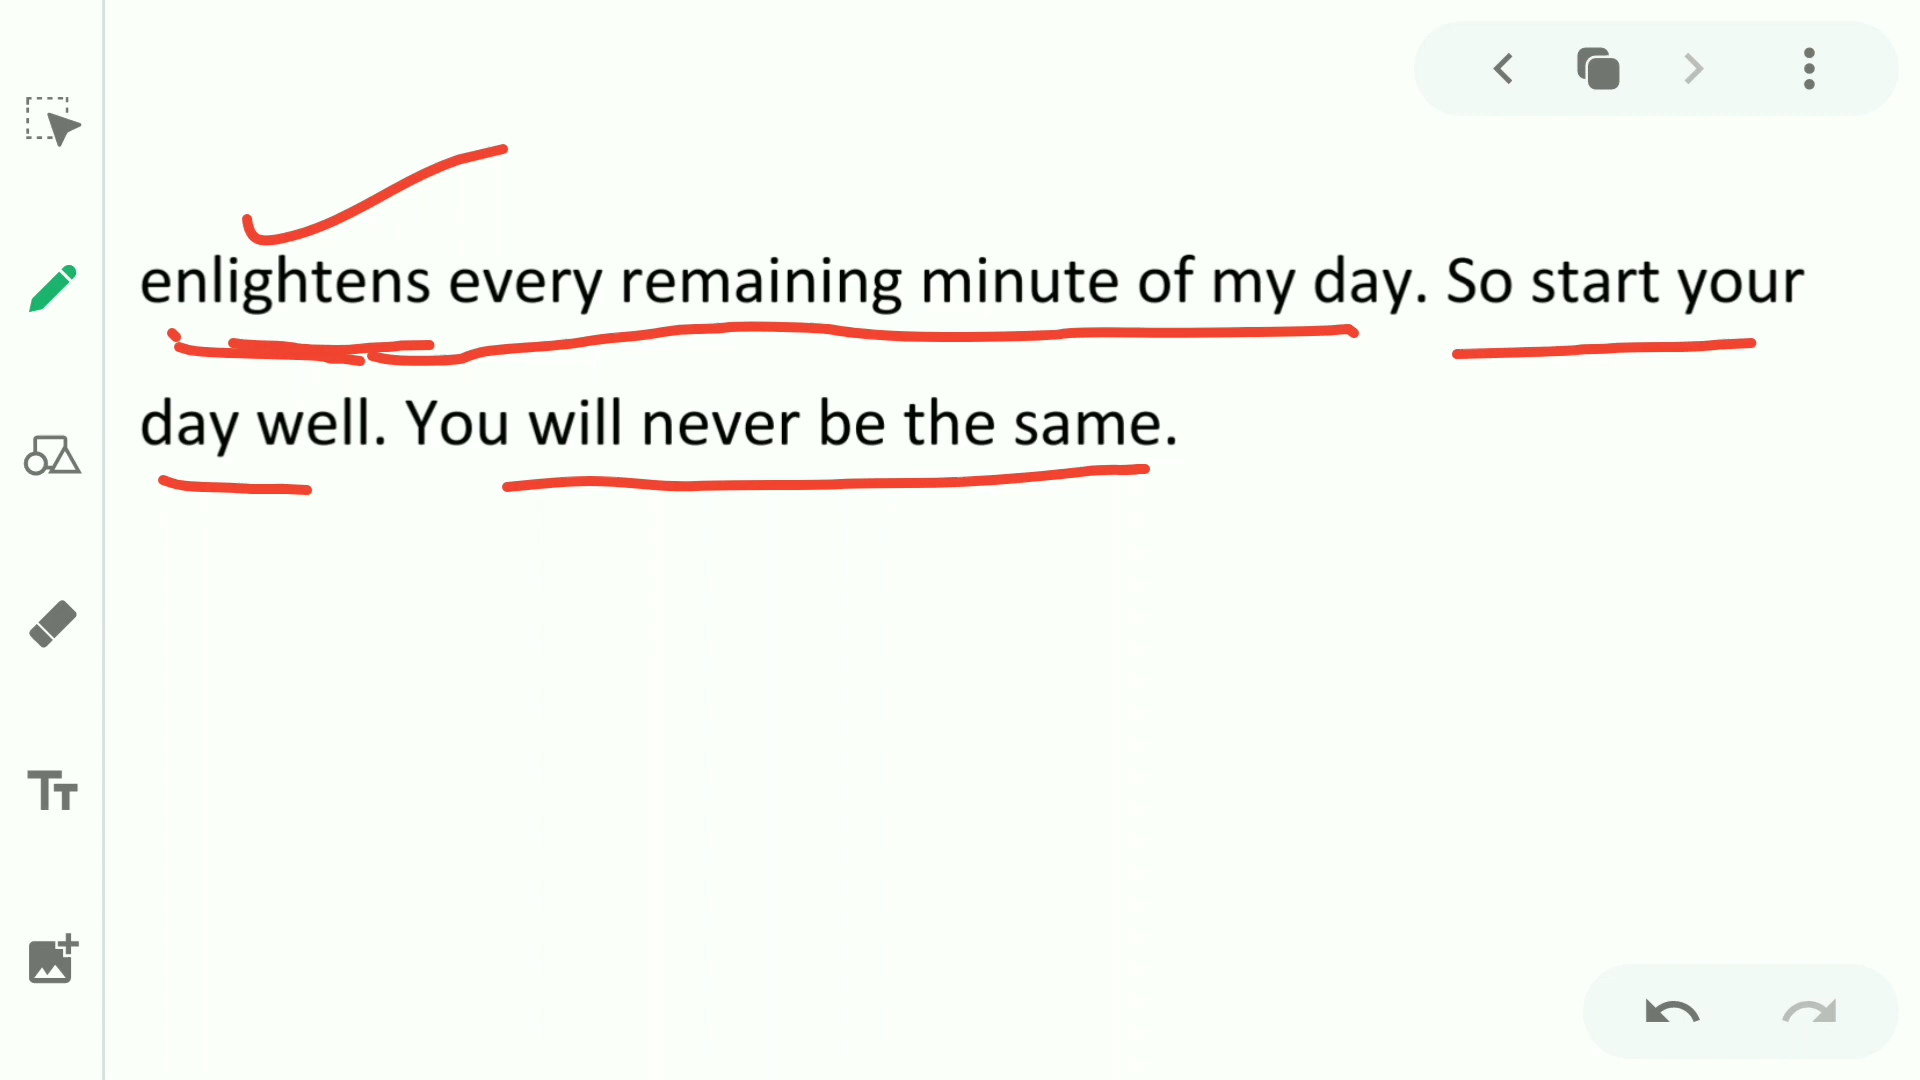 enlightens every remaining minute of my day. So start your
day well. You will never be the same.